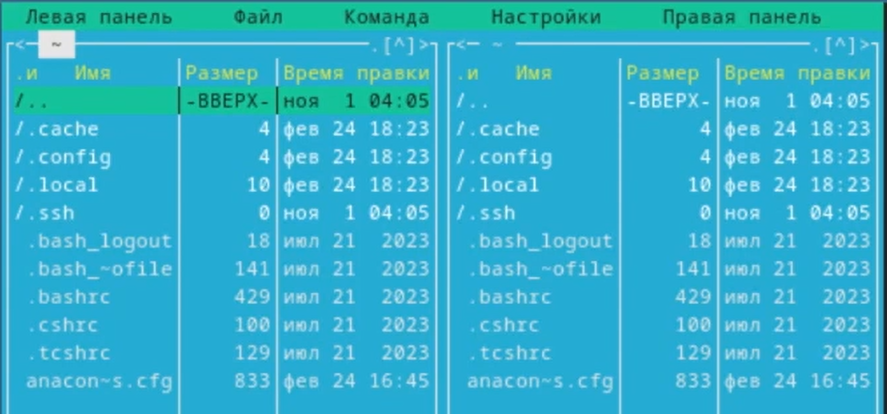 Левая панель Файл Команда Настройки Правая панель
<─ ~ .[^]> <─ ~ .[^]>
.и Имя Размер Время правки .и Имя Размер Время правки
/.. -ВВЕРХ- ноя 1 04:05 /.. -ВВЕРХ- ноя 1 04:05
/.cache 4 фев 24 18:23 /.cache 4 фев 24 18:23
/.config 4 фев 24 18:23 /.config 4 фев 24 18:23
/.local 10 фев 24 18:23 /.local 10 фев 24 18:23
/.ssh 0 ноя 1 04:05 /.ssh 0 ноя 1 04:05
.bash_logout 18 июл 21 2023 .bash_logout 18 июл 21 2023
.bash_~ofile 141 июл 21 2023 .bash_~ofile 141 июл 21 2023
.bashrc 429 июл 21 2023 .bashrc 429 июл 21 2023
.cshrc 100 июл 21 2023 .cshrc 100 июл 21 2023
.tcshrc 129 июл 21 2023 .tcshrc 129 июл 21 2023
anacon~s.cfg 833 фев 24 16:45 anacon~s.cfg 833 фев 24 16:45